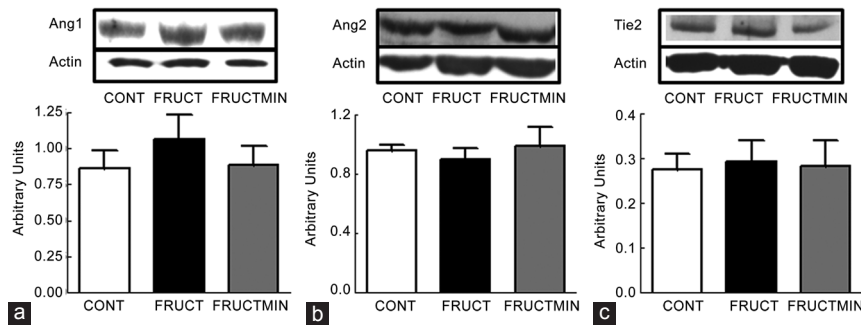 Ang1
Actin
CONT FRUCT FRUCTMIN
1.25
1.00
0.75
0.50
0.25
0.00
Arbitrary Units
CONT FRUCT FRUCTMIN
a
Ang2
Actin
CONT FRUCT FRUCTMIN
1.2
0.8
0.4
0.0
Arbitrary Units
CONT FRUCT FRUCTMIN
b
Tie2
Actin
CONT FRUCT FRUCTMIN
0.4
0.3
0.2
0.1
0.0
Arbitrary Units
CONT FRUCT FRUCTMIN
c